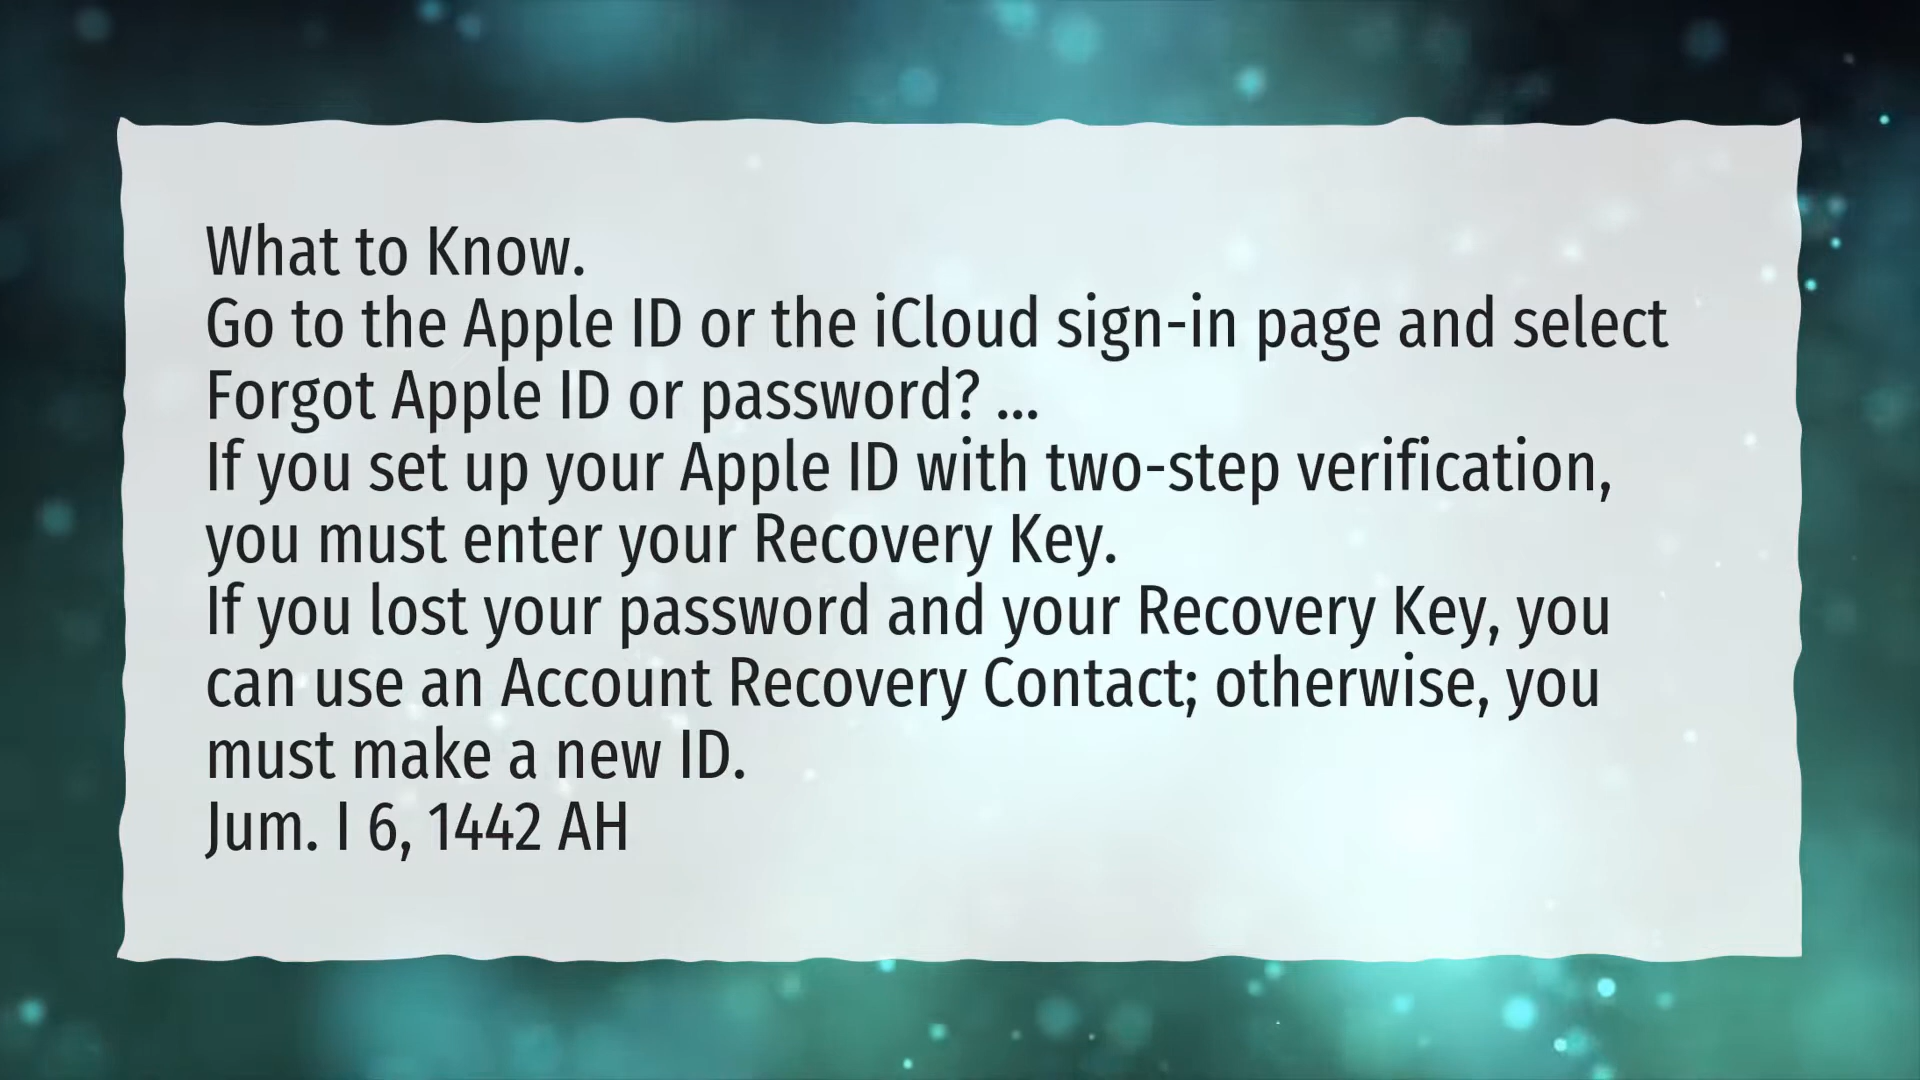 What to Know.
Go to the Apple ID or the iCloud sign-in page and select
Forgot Apple ID or password? ...
If you set up your Apple ID with two-step verification,
you must enter your Recovery Key.
If you lost your password and your Recovery Key, you
can use an Account Recovery Contact; otherwise, you
must make a new ID.
Jum. I 6, 1442 AH